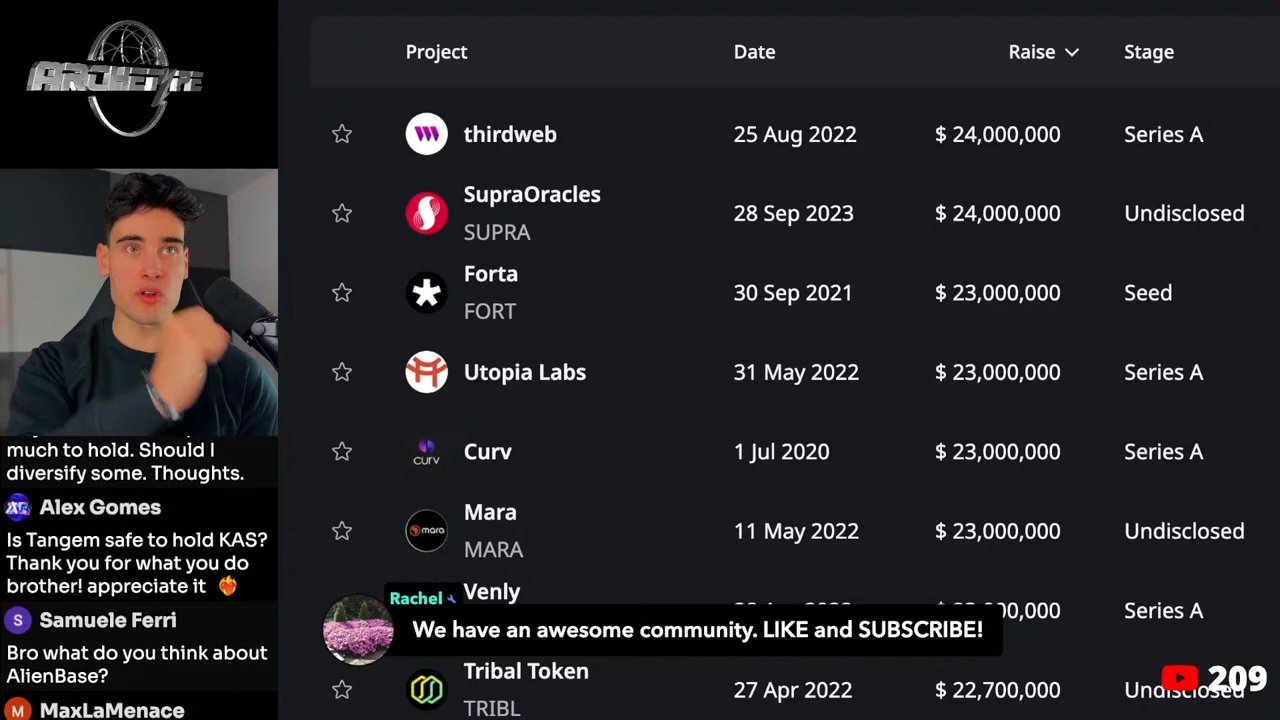 ARCHETYPE
Project Date Raise Stage
thirdweb 25 Aug 2022 $ 24,000,000 Series A
SupraOracles
SUPRA 28 Sep 2023 $ 24,000,000 Undisclosed
Forta
FORT 30 Sep 2021 $ 23,000,000 Seed
Utopia Labs 31 May 2022 $ 23,000,000 Series A
curv Curv 1 Jul 2020 $ 23,000,000 Series A
mara Mara
MARA 11 May 2022 $ 23,000,000 Undisclosed
Venly
Series A
Tribal Token
TRIBL 27 Apr 2022 $ 22,700,000 Undisclosed
much to hold. Should I
diversify some. Thoughts.
Alex Gomes
Is Tangem safe to hold KAS?
Thank you for what you do
brother! appreciate it
S Samuele Ferri
Bro what do you think about
AlienBase?
M MaxLaMenace
Rachel
We have an awesome community. LIKE and SUBSCRIBE!
209